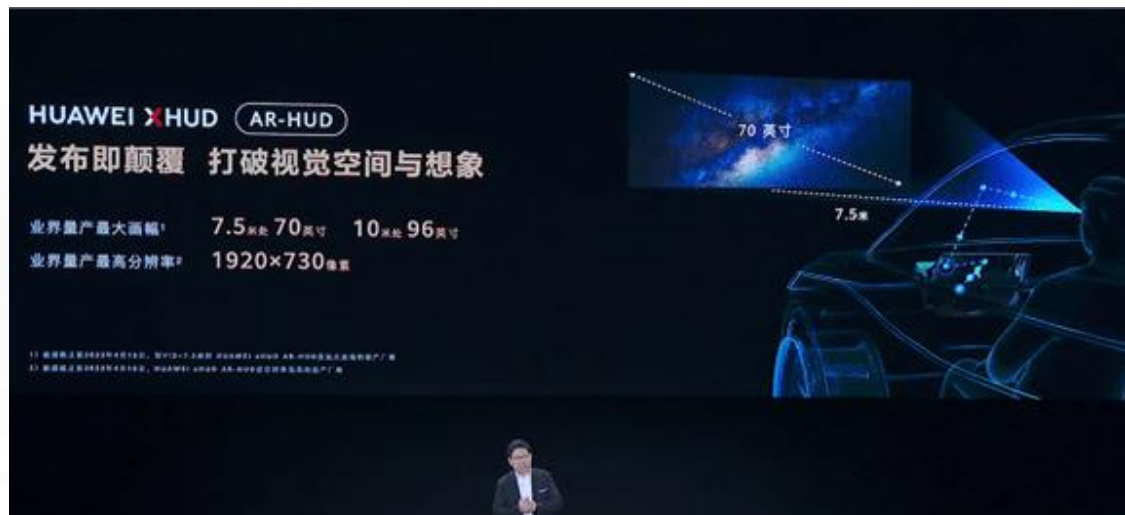 HUAWEI XHUD AR-HUD
发布即颠覆 打破视觉空间与想象
70 英寸
7.5米
业界量产最大画幅¹ 7.5米处 70英寸 10米处 96英寸
业界量产最高分辨率² 1920×730像素